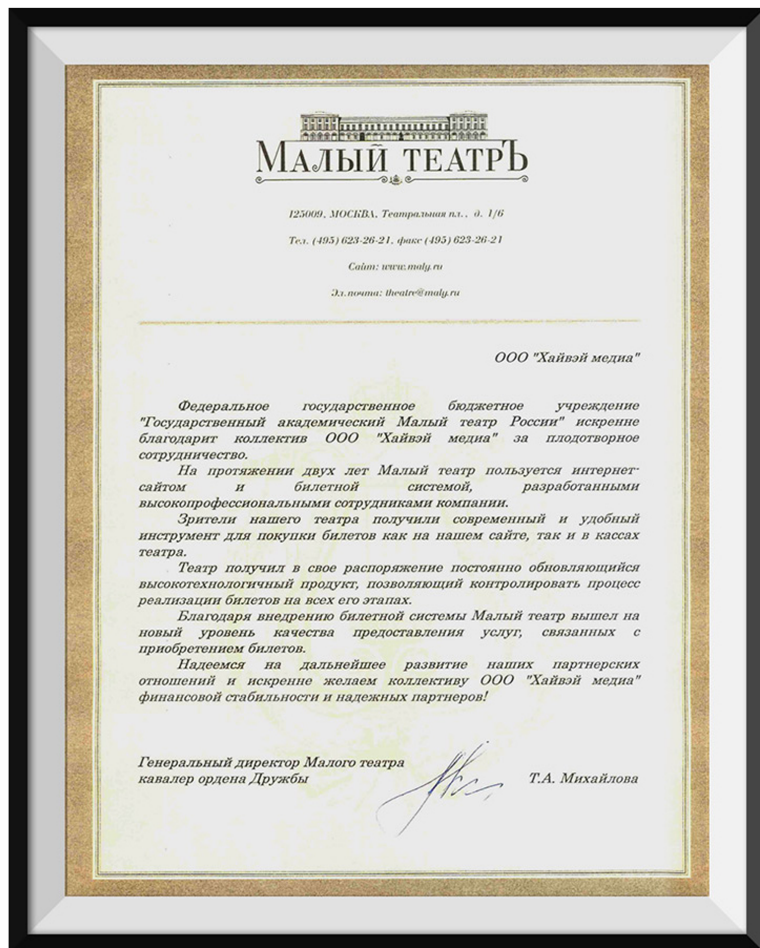 МАЛЫЙ ТЕАТРЪ
125009, МОСКВА, Театральная пл., д. 1/6
Тел. (495) 623-26-21, факс (495) 623-26-21
Сайт: www.maly.ru
Эл.почта: theatre@maly.ru
ООО "Хайвэй медиа"
Федеральное государственное бюджетное учреждение
"Государственный академический Малый театр России" искренне
благодарит коллектив ООО "Хайвэй медиа" за плодотворное
сотрудничество.
На протяжении двух лет Малый театр пользуется интернет-
сайтом и билетной системой, разработанными
высокопрофессиональными сотрудниками компании.
Зрители нашего театра получили современный и удобный
инструмент для покупки билетов как на нашем сайте, так и в кассах
театра.
Театр получил в свое распоряжение постоянно обновляющийся
высокотехнологичный продукт, позволяющий контролировать процесс
реализации билетов на всех его этапах.
Благодаря внедрению билетной системы Малый театр вышел на
новый уровень качества предоставления услуг, связанных с
приобретением билетов.
Надеемся на дальнейшее развитие наших партнерских
отношений и искренне желаем коллективу ООО "Хайвэй медиа"
финансовой стабильности и надежных партнеров!
Генеральный директор Малого театра
кавалер ордена Дружбы Т.А. Михайлова